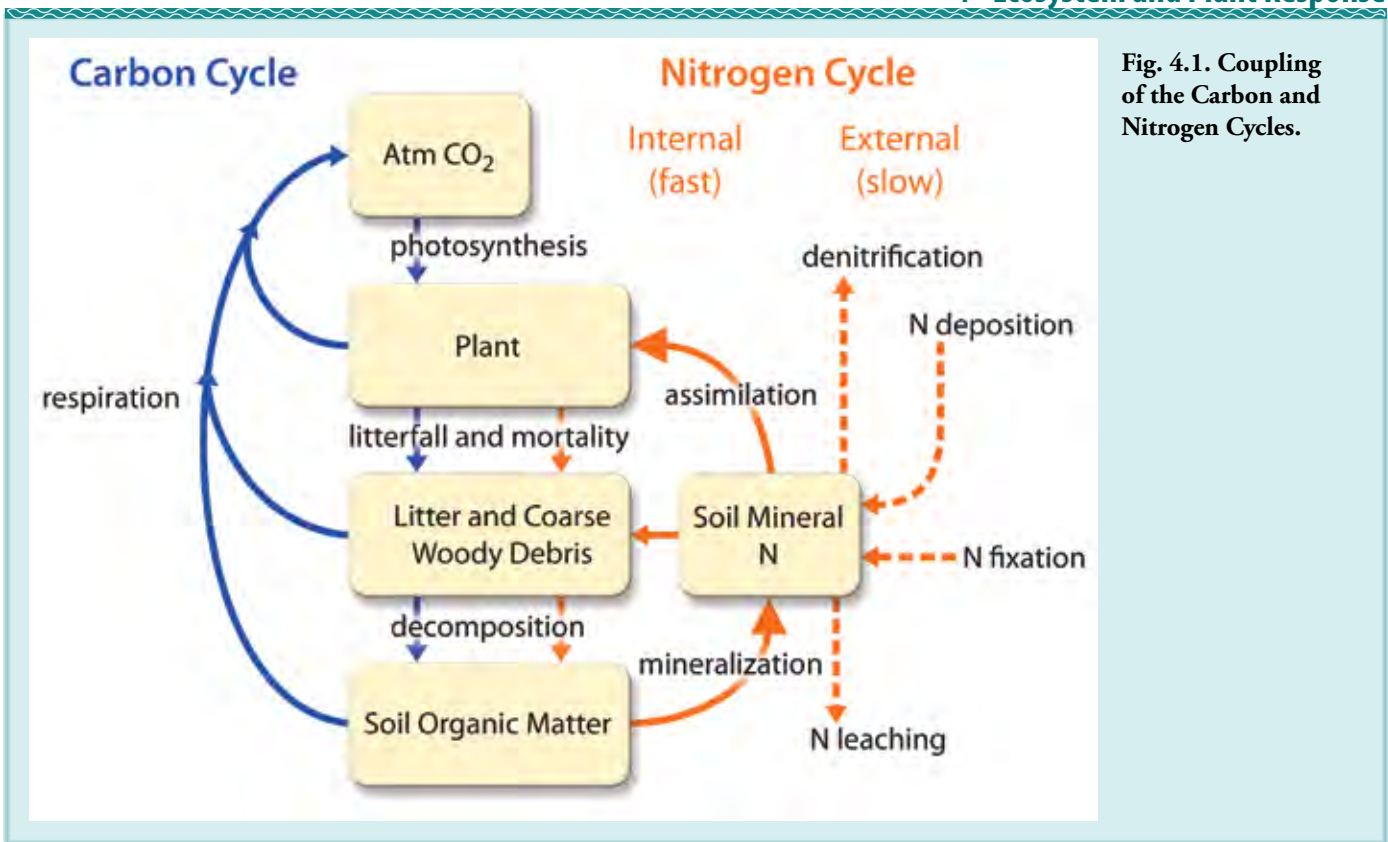 Ecosystem and Plant Response
Carbon Cycle
Nitrogen Cycle
Internal
(fast)
External
(slow)
Atm CO₂
photosynthesis
Plant
respiration
litterfall and mortality
Litter and Coarse
Woody Debris
decomposition
Soil Organic Matter
assimilation
Soil Mineral
N
mineralization
denitrification
N deposition
N fixation
N leaching
Fig. 4.1. Coupling
of the Carbon and
Nitrogen Cycles.